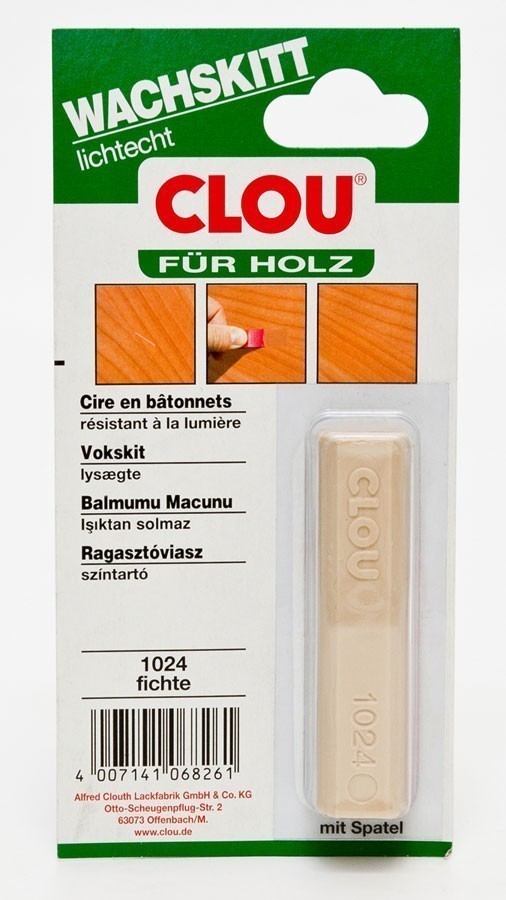 WACHSKITT
lichtecht
CLOU®
FÜR HOLZ
Cire en bâtonnets
résistant à la lumière
Vokskit
lysægte
Balmumu Macunu
Işıktan solmaz
Ragasztóviasz
színtartó
1024
fichte
4 007141 068261
Alfred Clouth Lackfabrik GmbH & Co. KG
Otto-Scheugenpflug-Str. 2
63073 Offenbach/M.
www.clou.de
CLOU
1024
mit Spatel